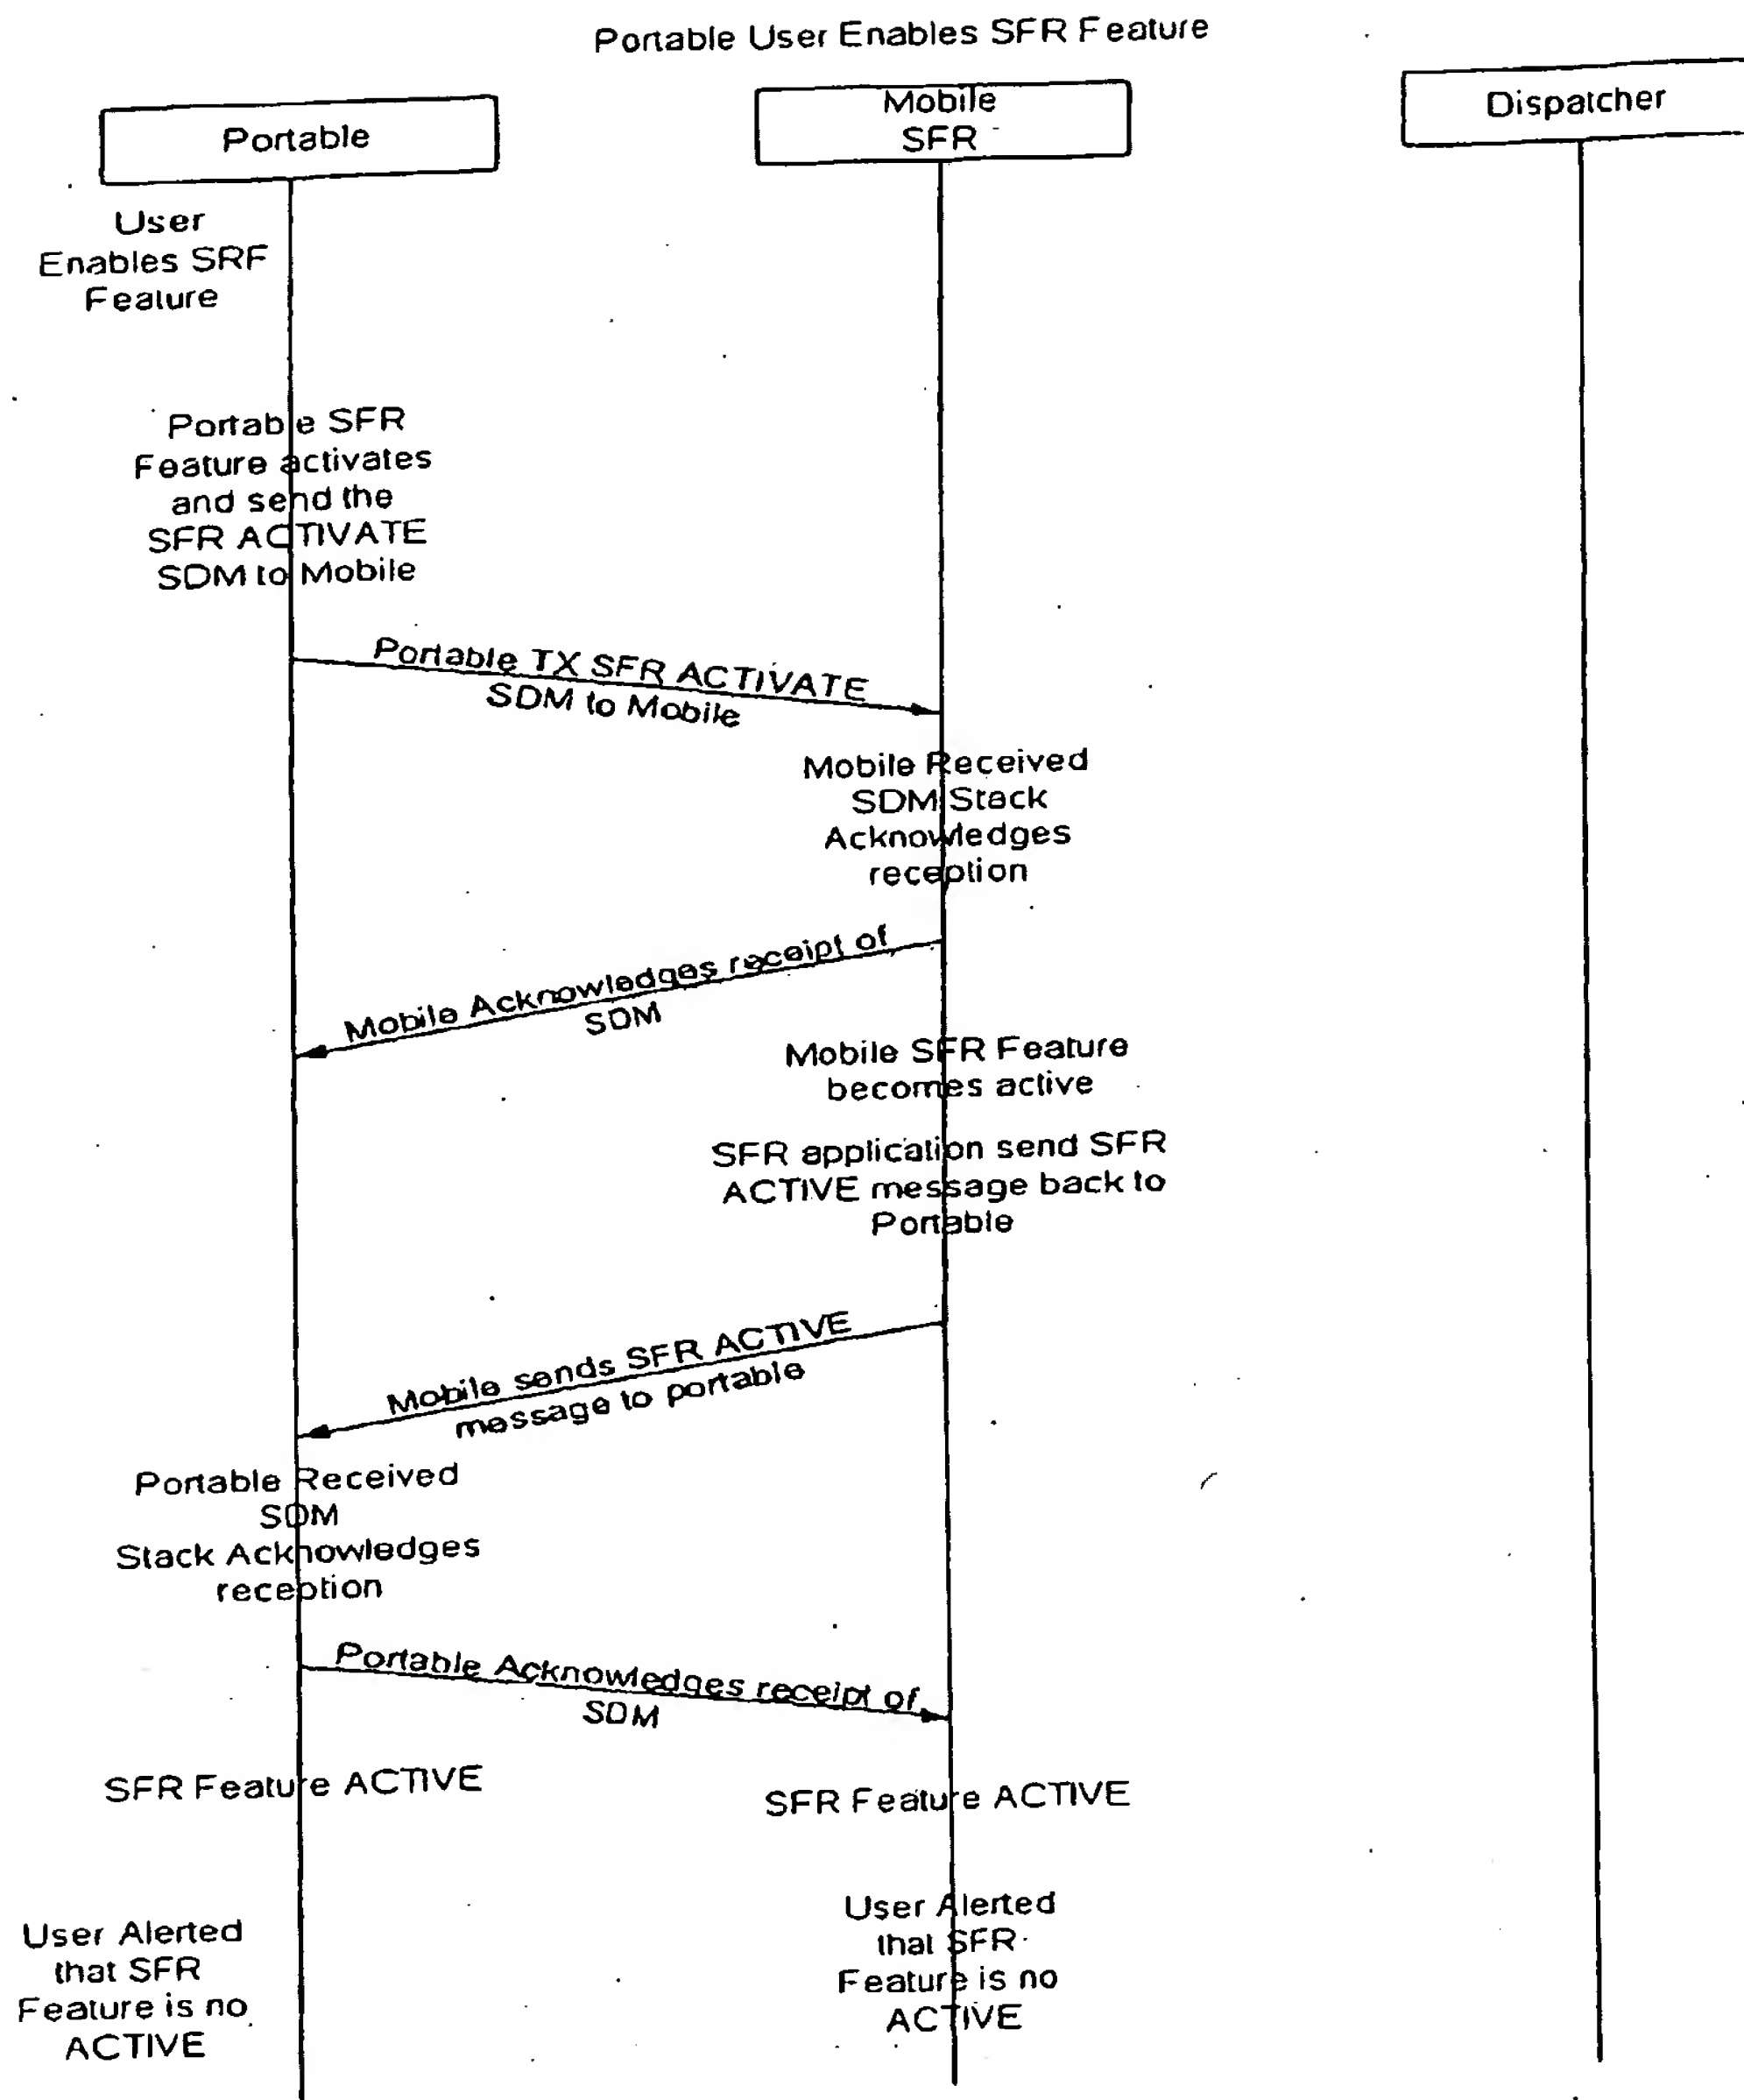 Portable User Enables SFR Feature
Portable
Mobile
SFR
Dispatcher
User
Enables SRF
Feature
Portable SFR
Feature activates
and send the
SFR ACTIVATE
SDM to Mobile
Portable TX SFR ACTIVATE
SDM to Mobile
Mobile Received
SDM Stack
Acknowledges
reception
Mobile Acknowledges receipt of
SDM
Mobile SFR Feature
becomes active
SFR application send SFR
ACTIVE message back to
Portable
Mobile sends SFR ACTIVE
message to portable
Portable Received
SDM
Stack Acknowledges
reception
Portable Acknowledges receipt of
SDM
SFR Feature ACTIVE
SFR Feature ACTIVE
User Alerted
that SFR
Feature is no
ACTIVE
User Alerted
that SFR
Feature is no
ACTIVE